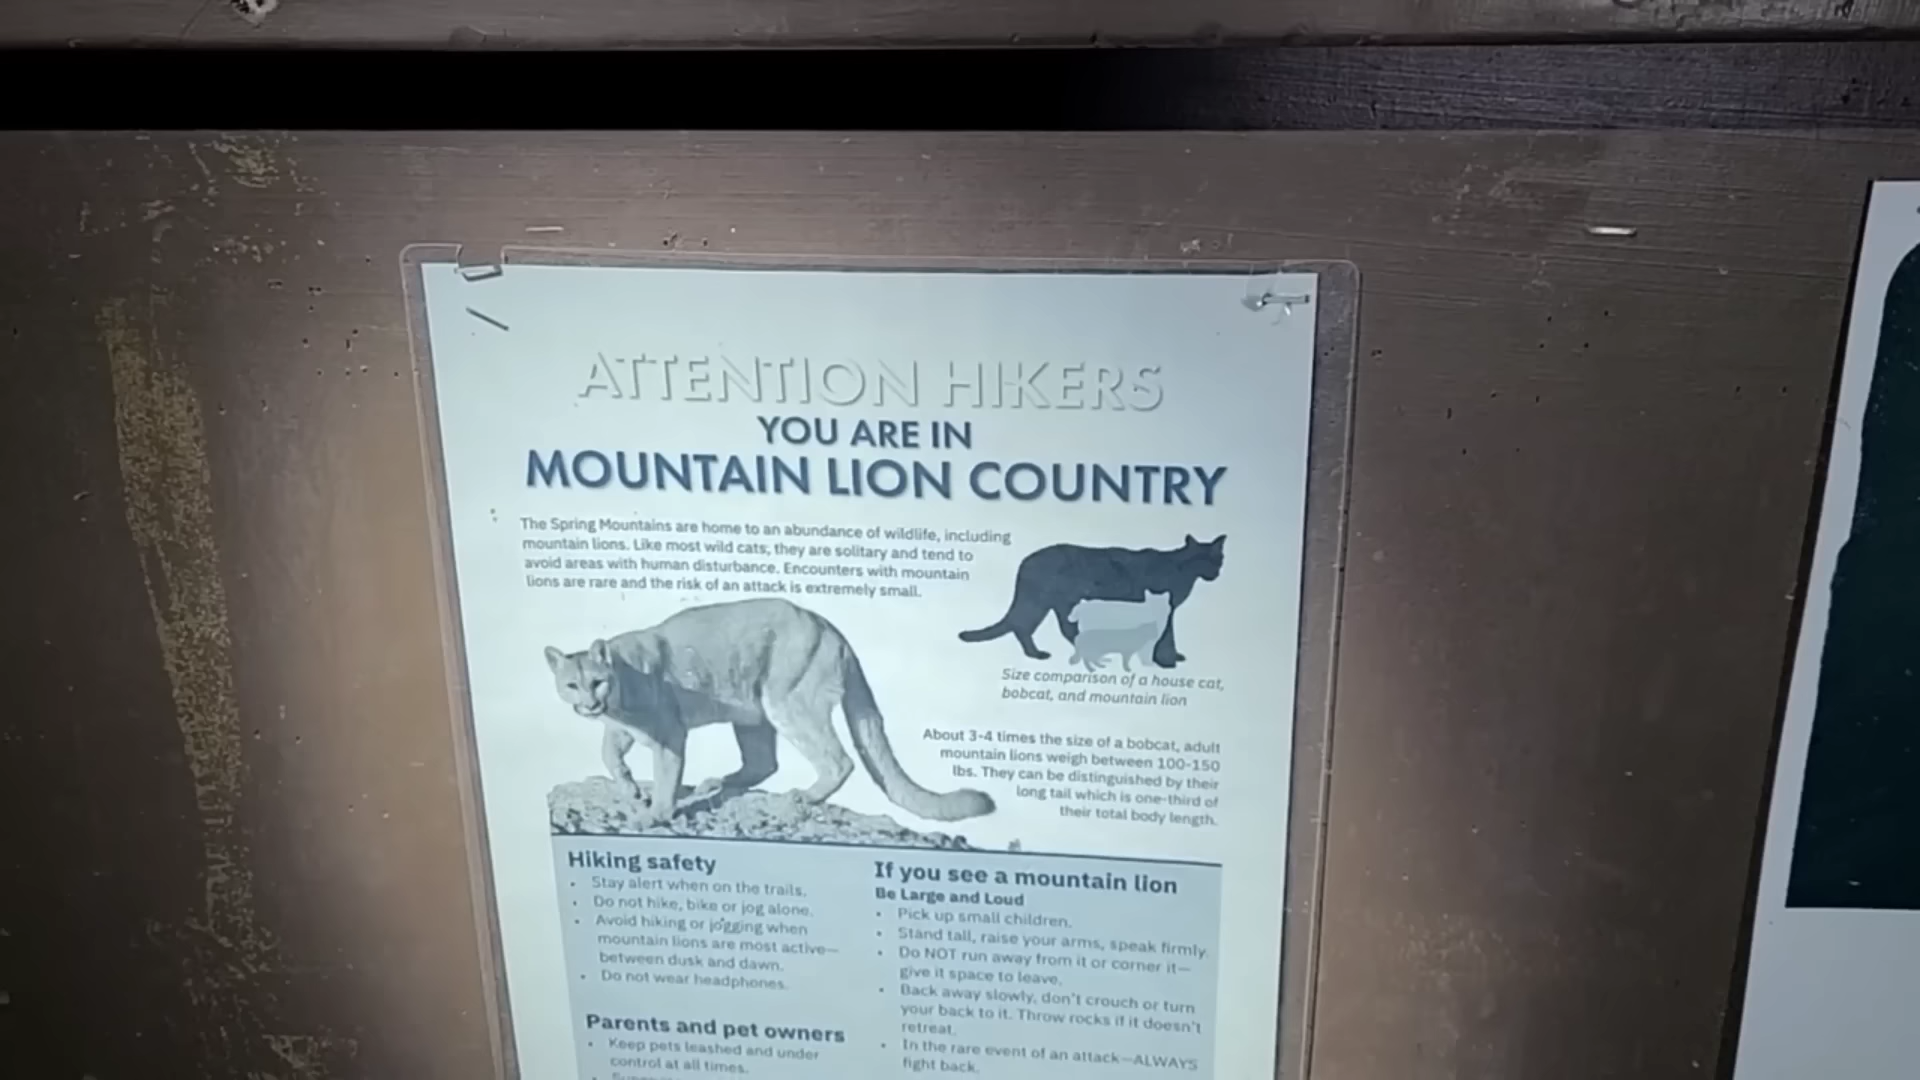 ATTENTION HIKERS
YOU ARE IN
MOUNTAIN LION COUNTRY
The Spring Mountains are home to an abundance of wildlife, including
mountain lions. Like most wild cats, they are solitary and tend to
avoid areas with human disturbance. Encounters with mountain
lions are rare and the risk of an attack is extremely small.
Size comparison of a house cat,
bobcat, and mountain lion
About 3-4 times the size of a bobcat, adult
mountain lions weigh between 100-150
lbs. They can be distinguished by their
long tail which is one-third of
their total body length.
Hiking safety
• Stay alert when on the trails.
• Do not hike, bike or jog alone.
• Avoid hiking or jogging when
mountain lions are most active—
between dusk and dawn.
• Do not wear headphones.
Parents and pet owners
• Keep pets leashed and under
control at all times.
If you see a mountain lion
Be Large and Loud
• Pick up small children.
• Stand tall, raise your arms, speak firmly.
• Do NOT run away from it or corner it—
give it space to leave.
• Back away slowly, don't crouch or turn
your back to it. Throw rocks if it doesn't
retreat.
• In the rare event of an attack—ALWAYS
fight back.